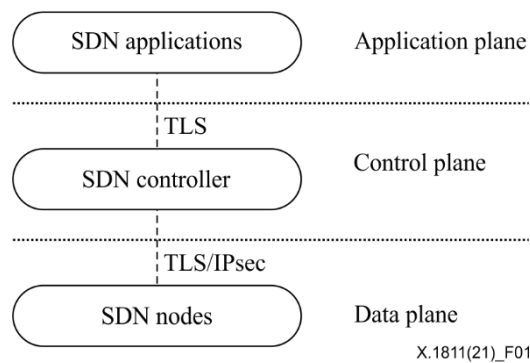 SDN applications
Application plane
TLS
SDN controller
Control plane
TLS/IPsec
SDN nodes
Data plane
X.1811(21)_F01